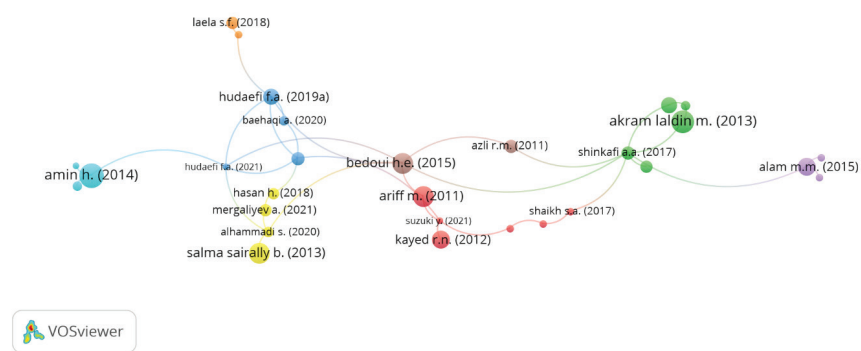 laela s.f. (2018)
hudaefi f.a. (2019a)
baehaqi a. (2020)
akram laldin m. (2013)
azli r.m. (2011)
shinkafi a.a. (2017)
bedoui h.e. (2015)
hudaefi f.a. (2021)
alam m.m. (2015)
amin h. (2014)
hasan h. (2018)
ariff m. (2011)
mergaliyev a. (2021)
shaikh s.a. (2017)
suzuki y. (2021)
alhammadi s. (2020)
kayed r.n. (2012)
salma sairally b. (2013)
VOSviewer